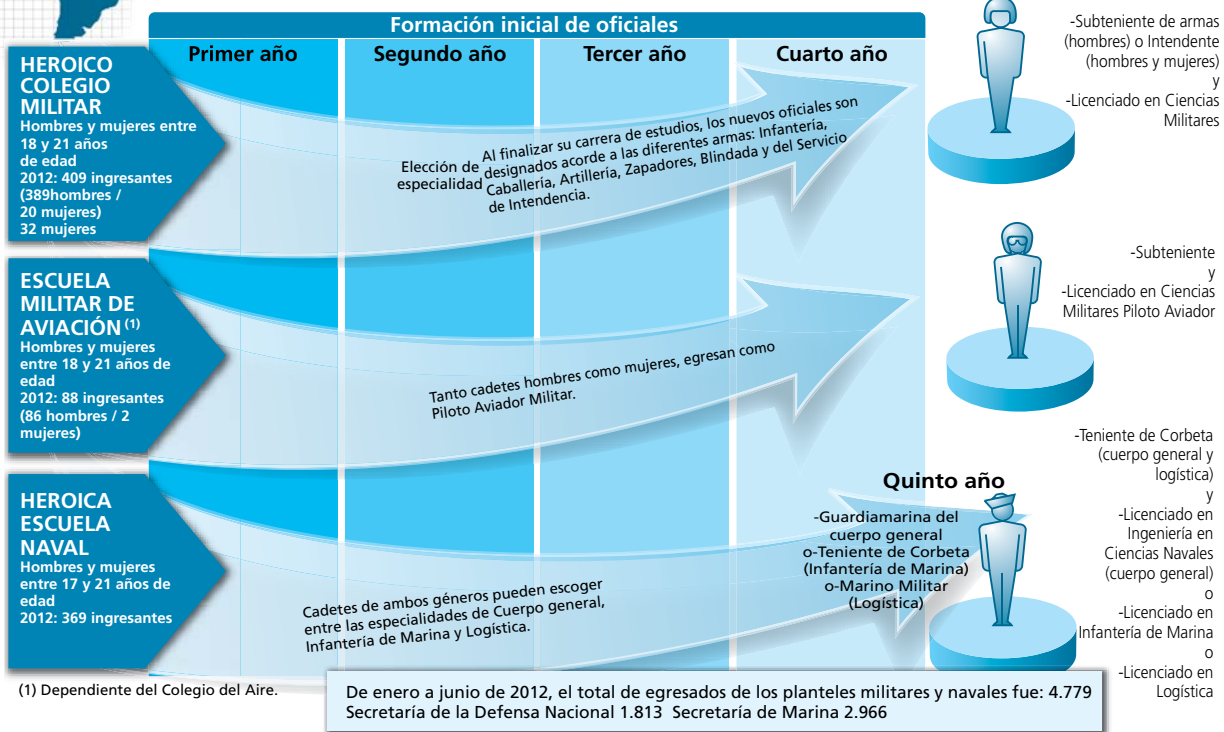 Formación inicial de oficiales
Primer año
Segundo año
Tercer año
Cuarto año
HEROICO
COLEGIO
MILITAR
Hombres y mujeres entre
18 y 21 años
de edad
2012: 409 ingresantes
(389hombres /
20 mujeres)
32 mujeres
Elección de
especialidad
Al finalizar su carrera de estudios, los nuevos oficiales son
designados acorde a las diferentes armas: Infantería,
Caballería, Artillería, Zapadores, Blindada y del Servicio
de Intendencia.
-Subteniente de armas
(hombres) o Intendente
(hombres y mujeres)
y
-Licenciado en Ciencias
Militares
ESCUELA
MILITAR DE
AVIACIÓN (1)
Hombres y mujeres
entre 18 y 21 años de
edad
2012: 88 ingresantes
(86 hombres / 2
mujeres)
Tanto cadetes hombres como mujeres, egresan como
Piloto Aviador Militar.
-Subteniente
y
-Licenciado en Ciencias
Militares Piloto Aviador
HEROICA
ESCUELA
NAVAL
Hombres y mujeres
entre 17 y 21 años de
edad
2012: 369 ingresantes
Cadetes de ambos géneros pueden escoger
entre las especialidades de Cuerpo general,
Infantería de Marina y Logística.
Quinto año
-Guardiamarina del
cuerpo general
o-Teniente de Corbeta
(Infantería de Marina)
o-Marino Militar
(Logística)
-Teniente de Corbeta
(cuerpo general y
logística)
y
-Licenciado en
Ingeniería en
Ciencias Navales
(cuerpo general)
o
-Licenciado en
Infantería de Marina
o
-Licenciado en
Logística
(1) Dependiente del Colegio del Aire.
De enero a junio de 2012, el total de egresados de los planteles militares y navales fue: 4.779
Secretaría de la Defensa Nacional 1.813 Secretaría de Marina 2.966